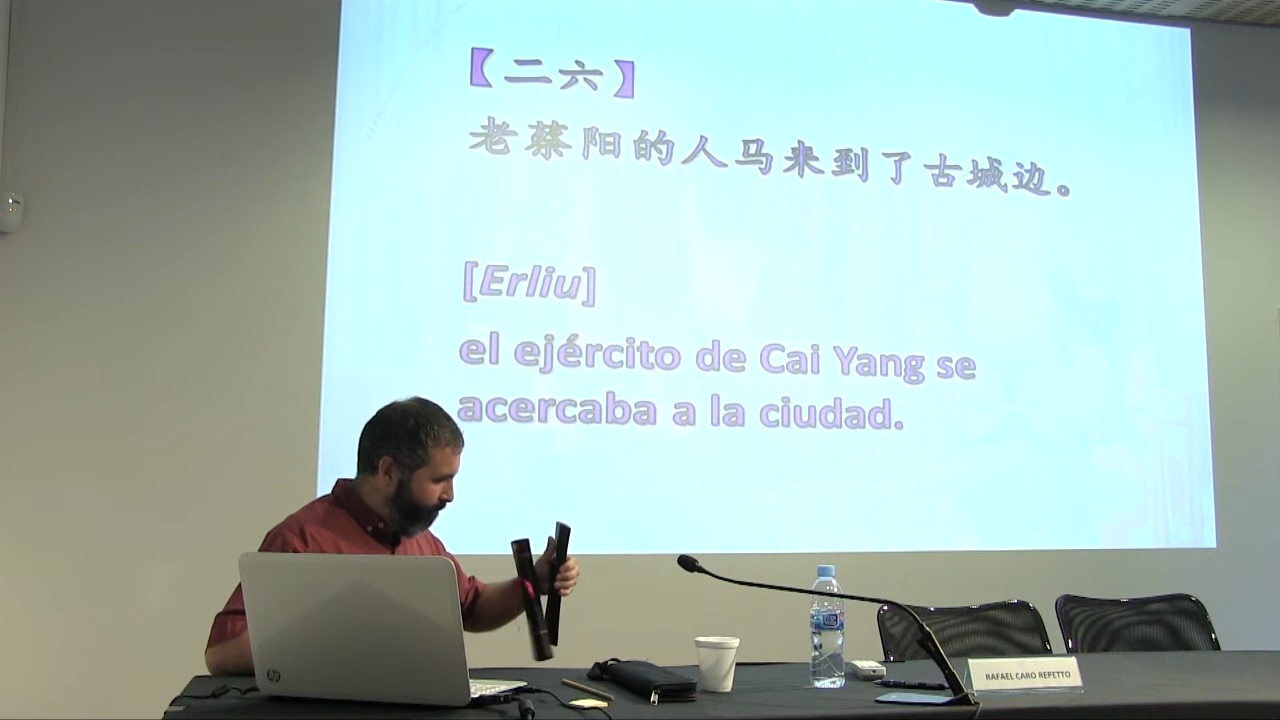 【二六】
老蔡阳的人马来到了古城边。
[Erliu]
el ejército de Cai Yang se
acercaba a la ciudad.
hp
RAFAEL CARO REPETTO